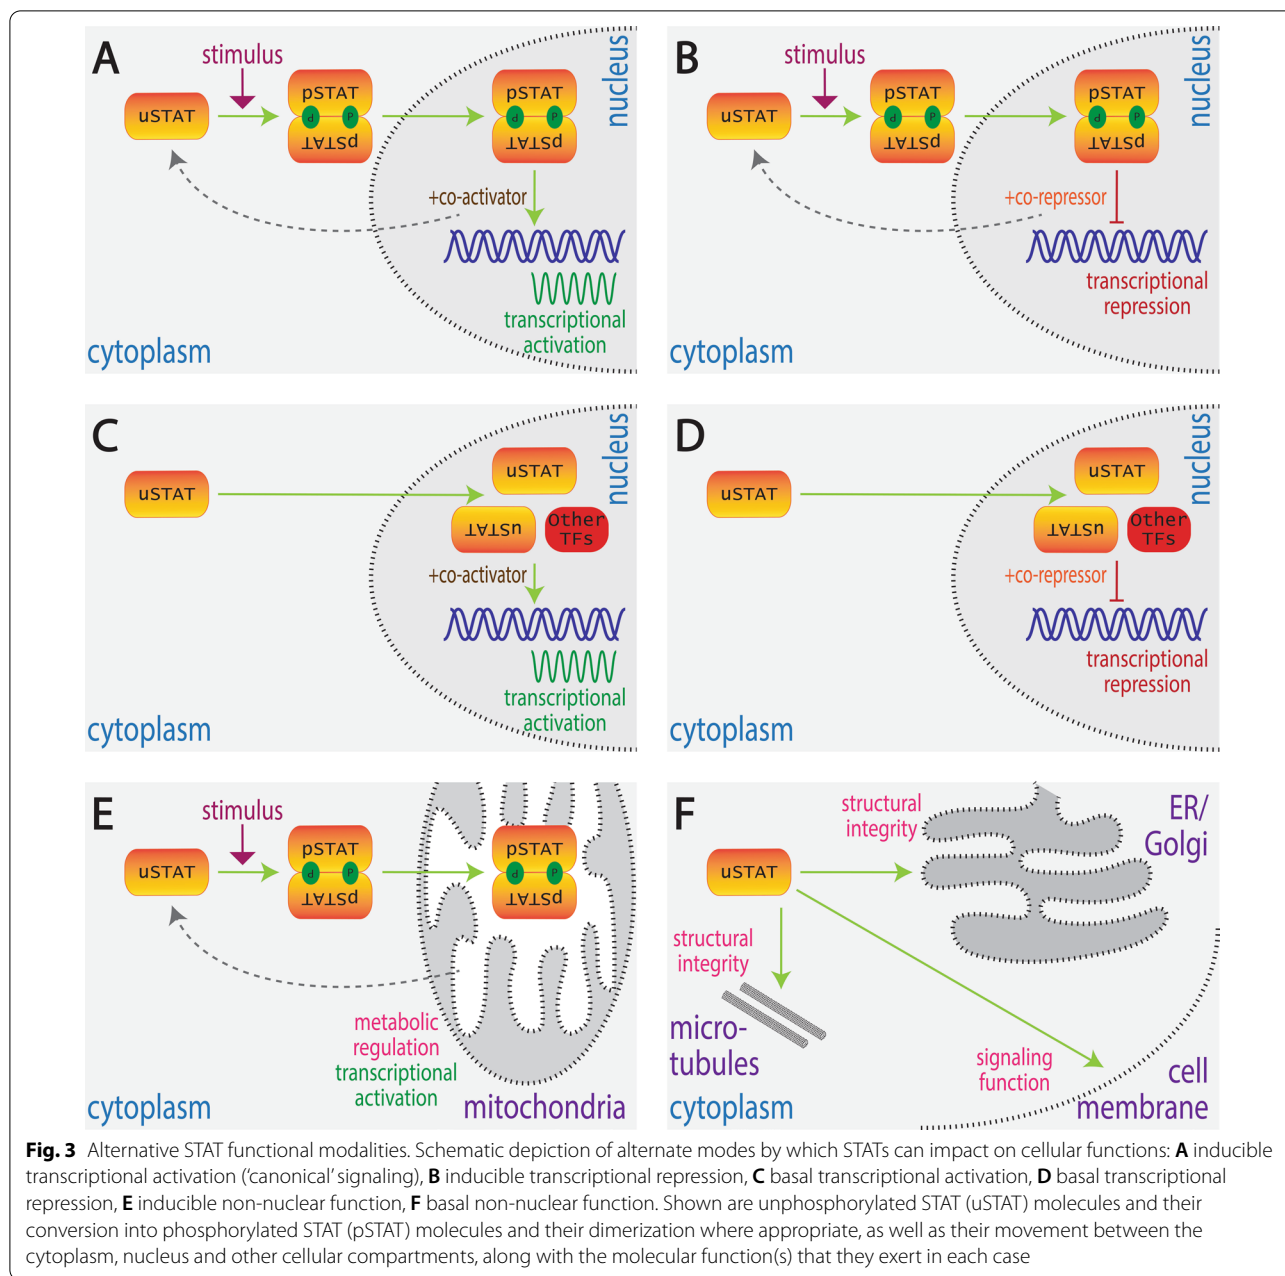 A
stimulus
nucleus
uSTAT
pSTAT
P
P
pSTAT
pSTAT
P
P
pSTAT
+co-activator
transcriptional
activation
cytoplasm
B
stimulus
nucleus
uSTAT
pSTAT
P
P
pSTAT
pSTAT
P
P
pSTAT
+co-repressor
transcriptional
repression
cytoplasm
C
nucleus
uSTAT
uSTAT
uSTAT
Other
TFs
+co-activator
transcriptional
activation
cytoplasm
D
nucleus
uSTAT
uSTAT
uSTAT
Other
TFs
+co-repressor
transcriptional
repression
cytoplasm
E
stimulus
uSTAT
pSTAT
P
P
pSTAT
pSTAT
P
P
pSTAT
metabolic
regulation
transcriptional
activation
cytoplasm
mitochondria
F
structural
integrity
ER/
Golgi
uSTAT
structural
integrity
micro-
tubules
signaling
function
cell
membrane
cytoplasm
Fig. 3 Alternative STAT functional modalities. Schematic depiction of alternate modes by which STATs can impact on cellular functions: A inducible
transcriptional activation (‘canonical’ signaling), B inducible transcriptional repression, C basal transcriptional activation, D basal transcriptional
repression, E inducible non-nuclear function, F basal non-nuclear function. Shown are unphosphorylated STAT (uSTAT) molecules and their
conversion into phosphorylated STAT (pSTAT) molecules and their dimerization where appropriate, as well as their movement between the
cytoplasm, nucleus and other cellular compartments, along with the molecular function(s) that they exert in each case